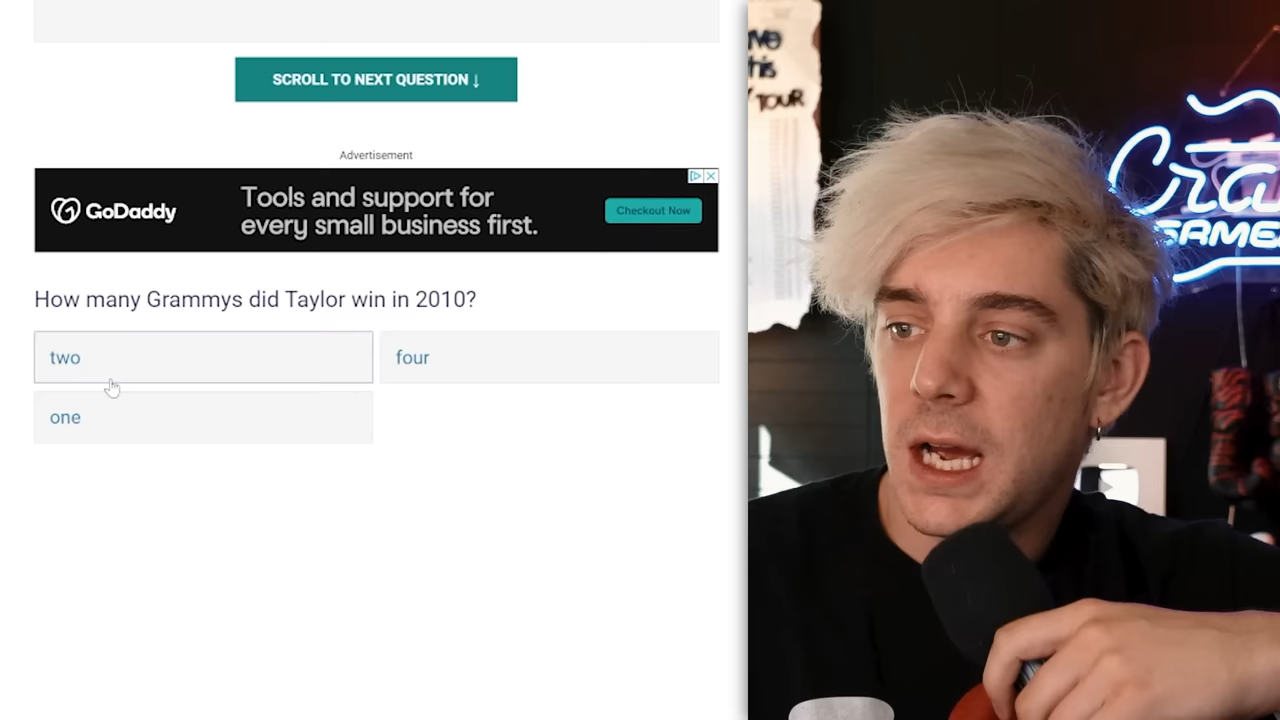 SCROLL TO NEXT QUESTION ↓
Advertisement
GoDaddy
Tools and support for
every small business first.
Checkout Now
How many Grammys did Taylor win in 2010?
two
four
one
TOUR